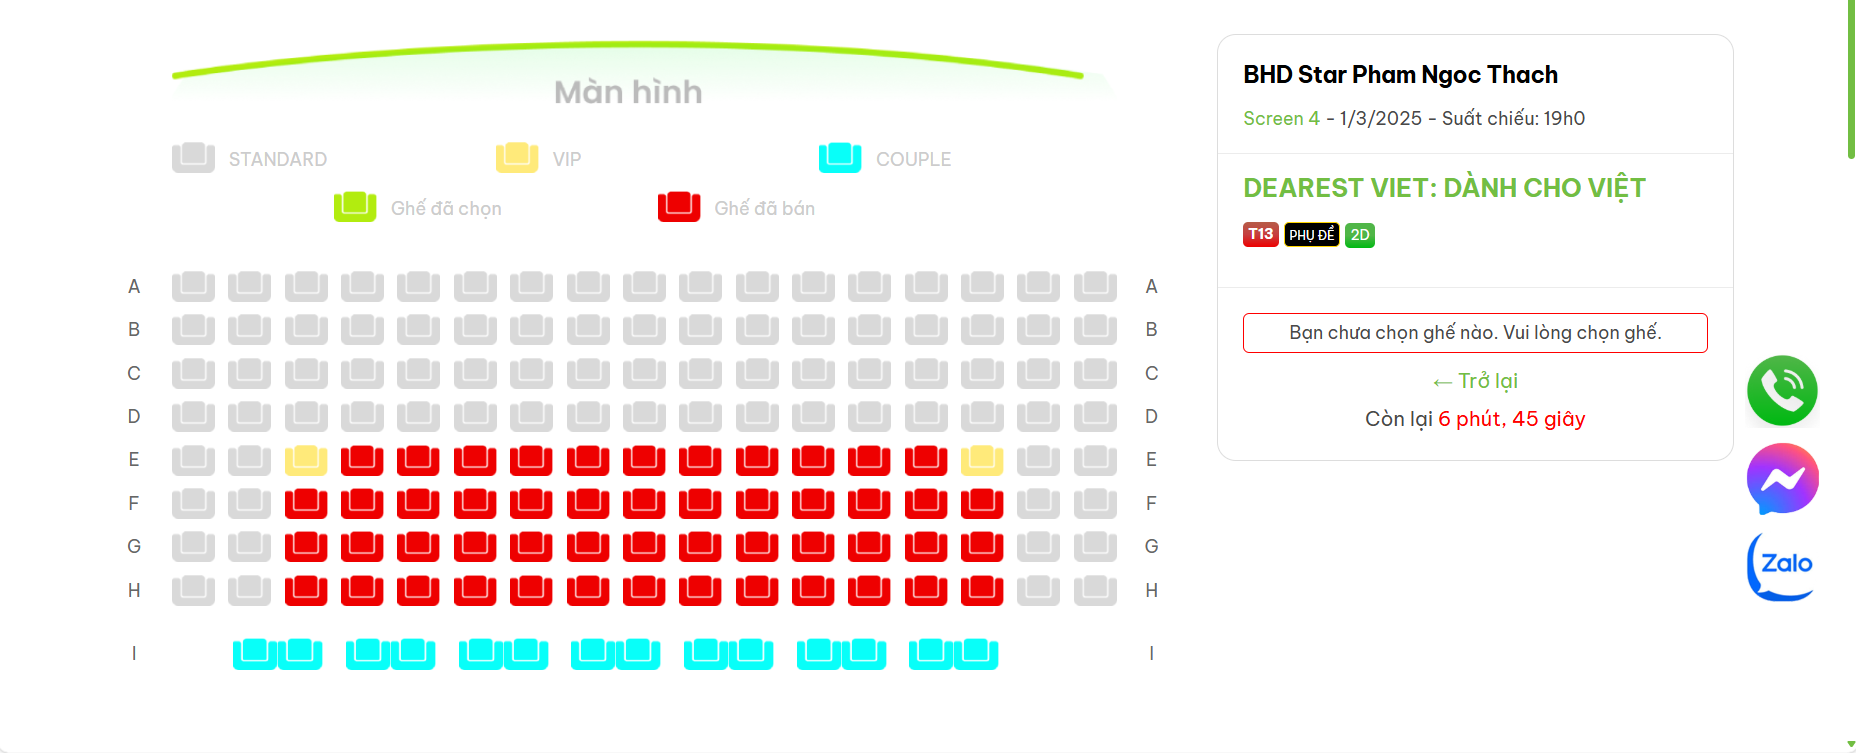 Màn hình
STANDARD
VIP
COUPLE
Ghế đã chọn
Ghế đã bán
A A
B B
C C
D D
E E
F F
G G
H H
I I
BHD Star Pham Ngoc Thach
Screen 4 - 1/3/2025 - Suất chiếu: 19h0
DEAREST VIET: DÀNH CHO VIỆT
T13 PHỤ ĐỀ 2D
Bạn chưa chọn ghế nào. Vui lòng chọn ghế.
← Trở lại
Còn lại 6 phút, 45 giây
Zalo